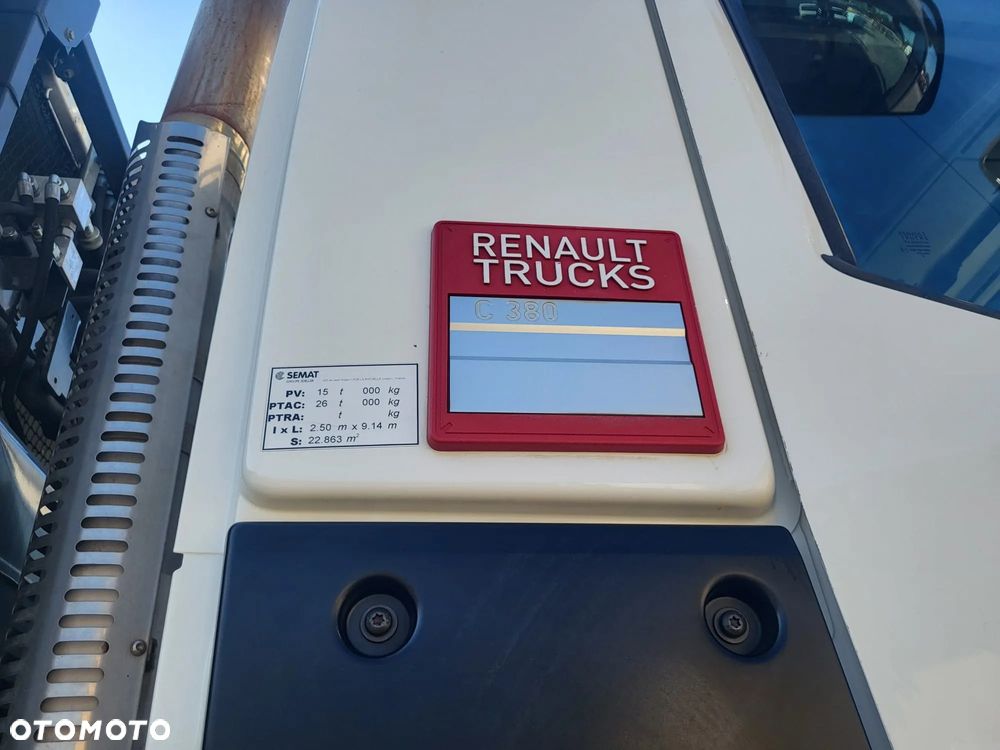 RENAULT
TRUCKS
C 380
SEMAT
PV: 15 t 000 kg
PTAC: 26 t 000 kg
PTRA: t kg
l x L: 2.50 m x 9.14 m
S: 22.863 m²
OTOMOTO